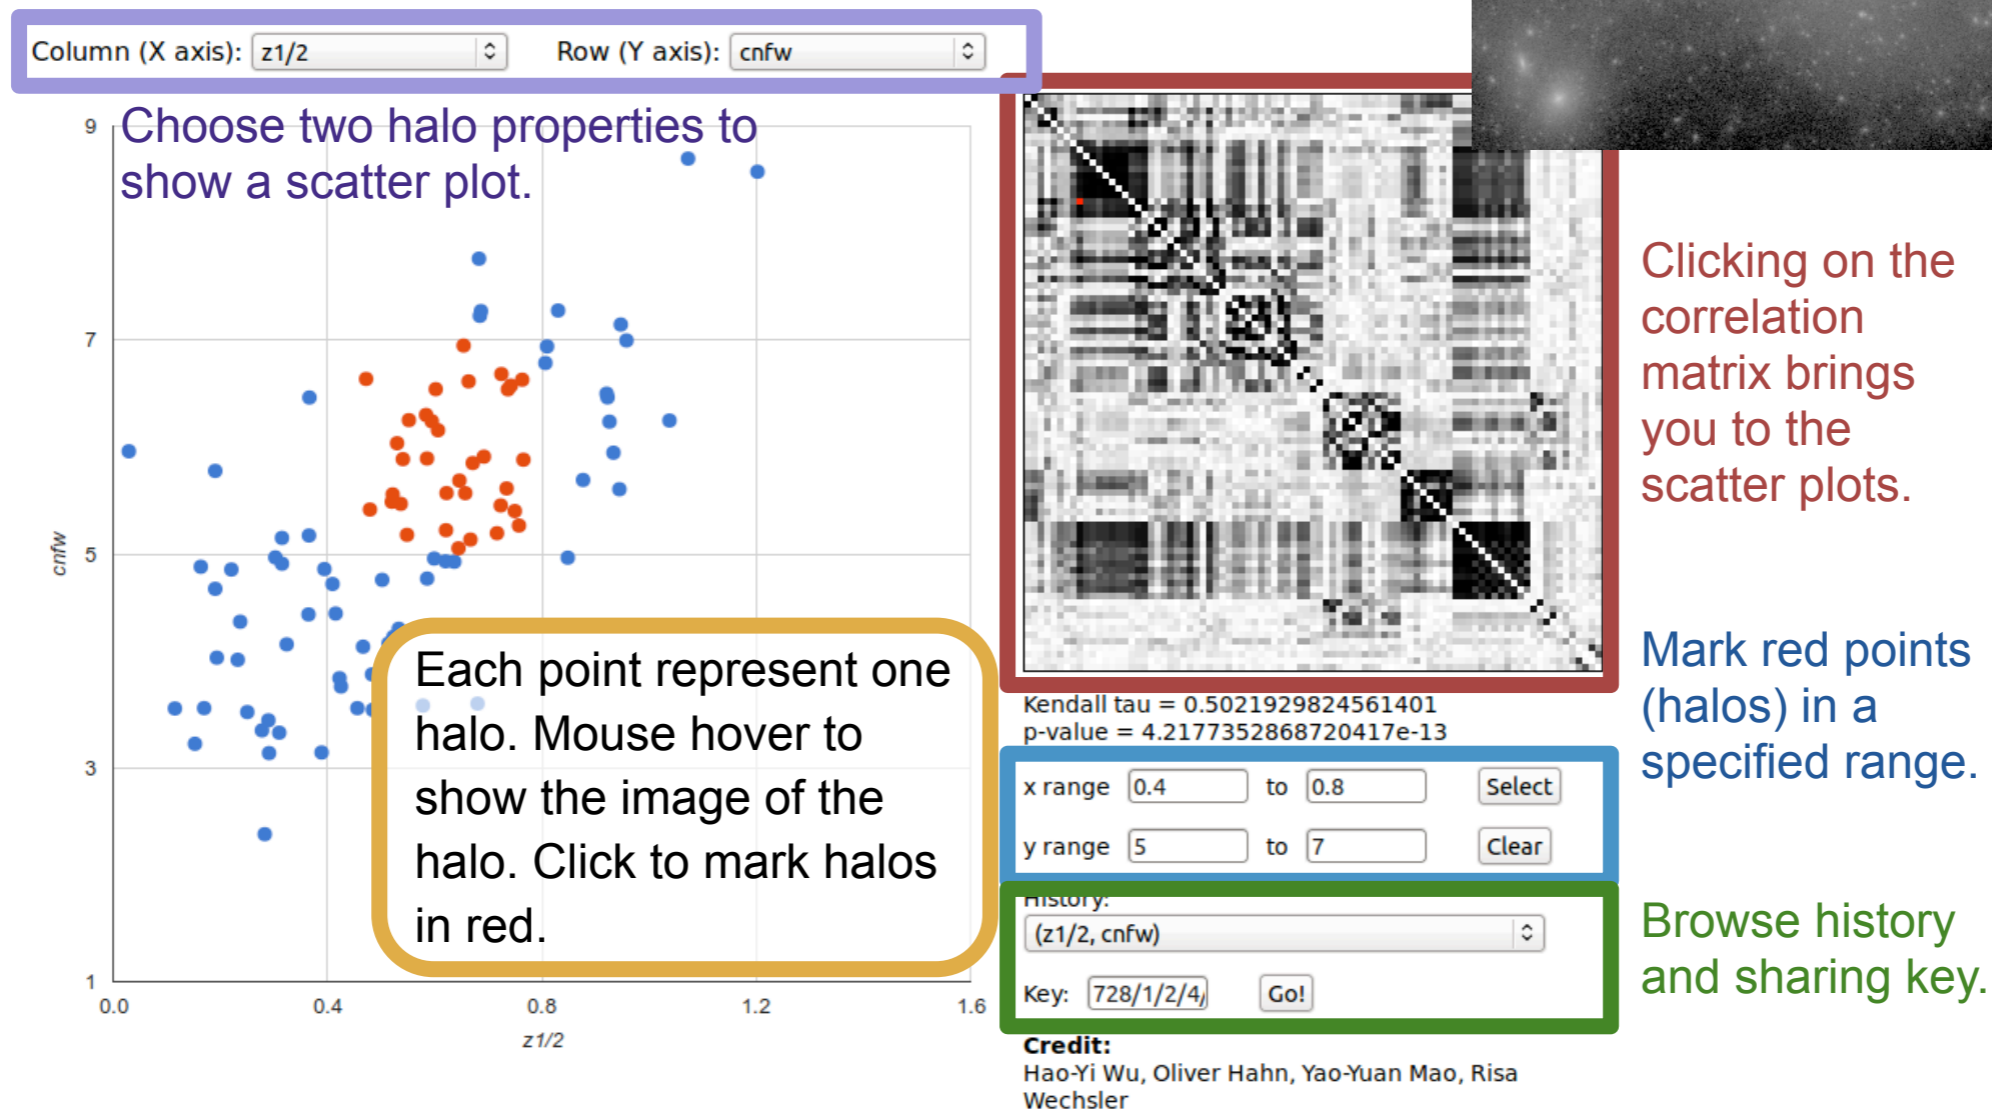 Column (X axis): z1/2 Row (Y axis): cnfw
Choose two halo properties to
show a scatter plot.
9
7
5
3
1
cnfw
0.0 0.4 0.8 1.2 1.6
z1/2
Each point represent one
halo. Mouse hover to
show the image of the
halo. Click to mark halos
in red.
Clicking on the
correlation
matrix brings
you to the
scatter plots.
Kendall tau = 0.5021929824561401
p-value = 4.2177352868720417e-13
x range 0.4 to 0.8 Select
y range 5 to 7 Clear
Mark red points
(halos) in a
specified range.
History:
(z1/2, cnfw)
Key: 728/1/2/4/ Go!
Browse history
and sharing key.
Credit:
Hao-Yi Wu, Oliver Hahn, Yao-Yuan Mao, Risa
Wechsler